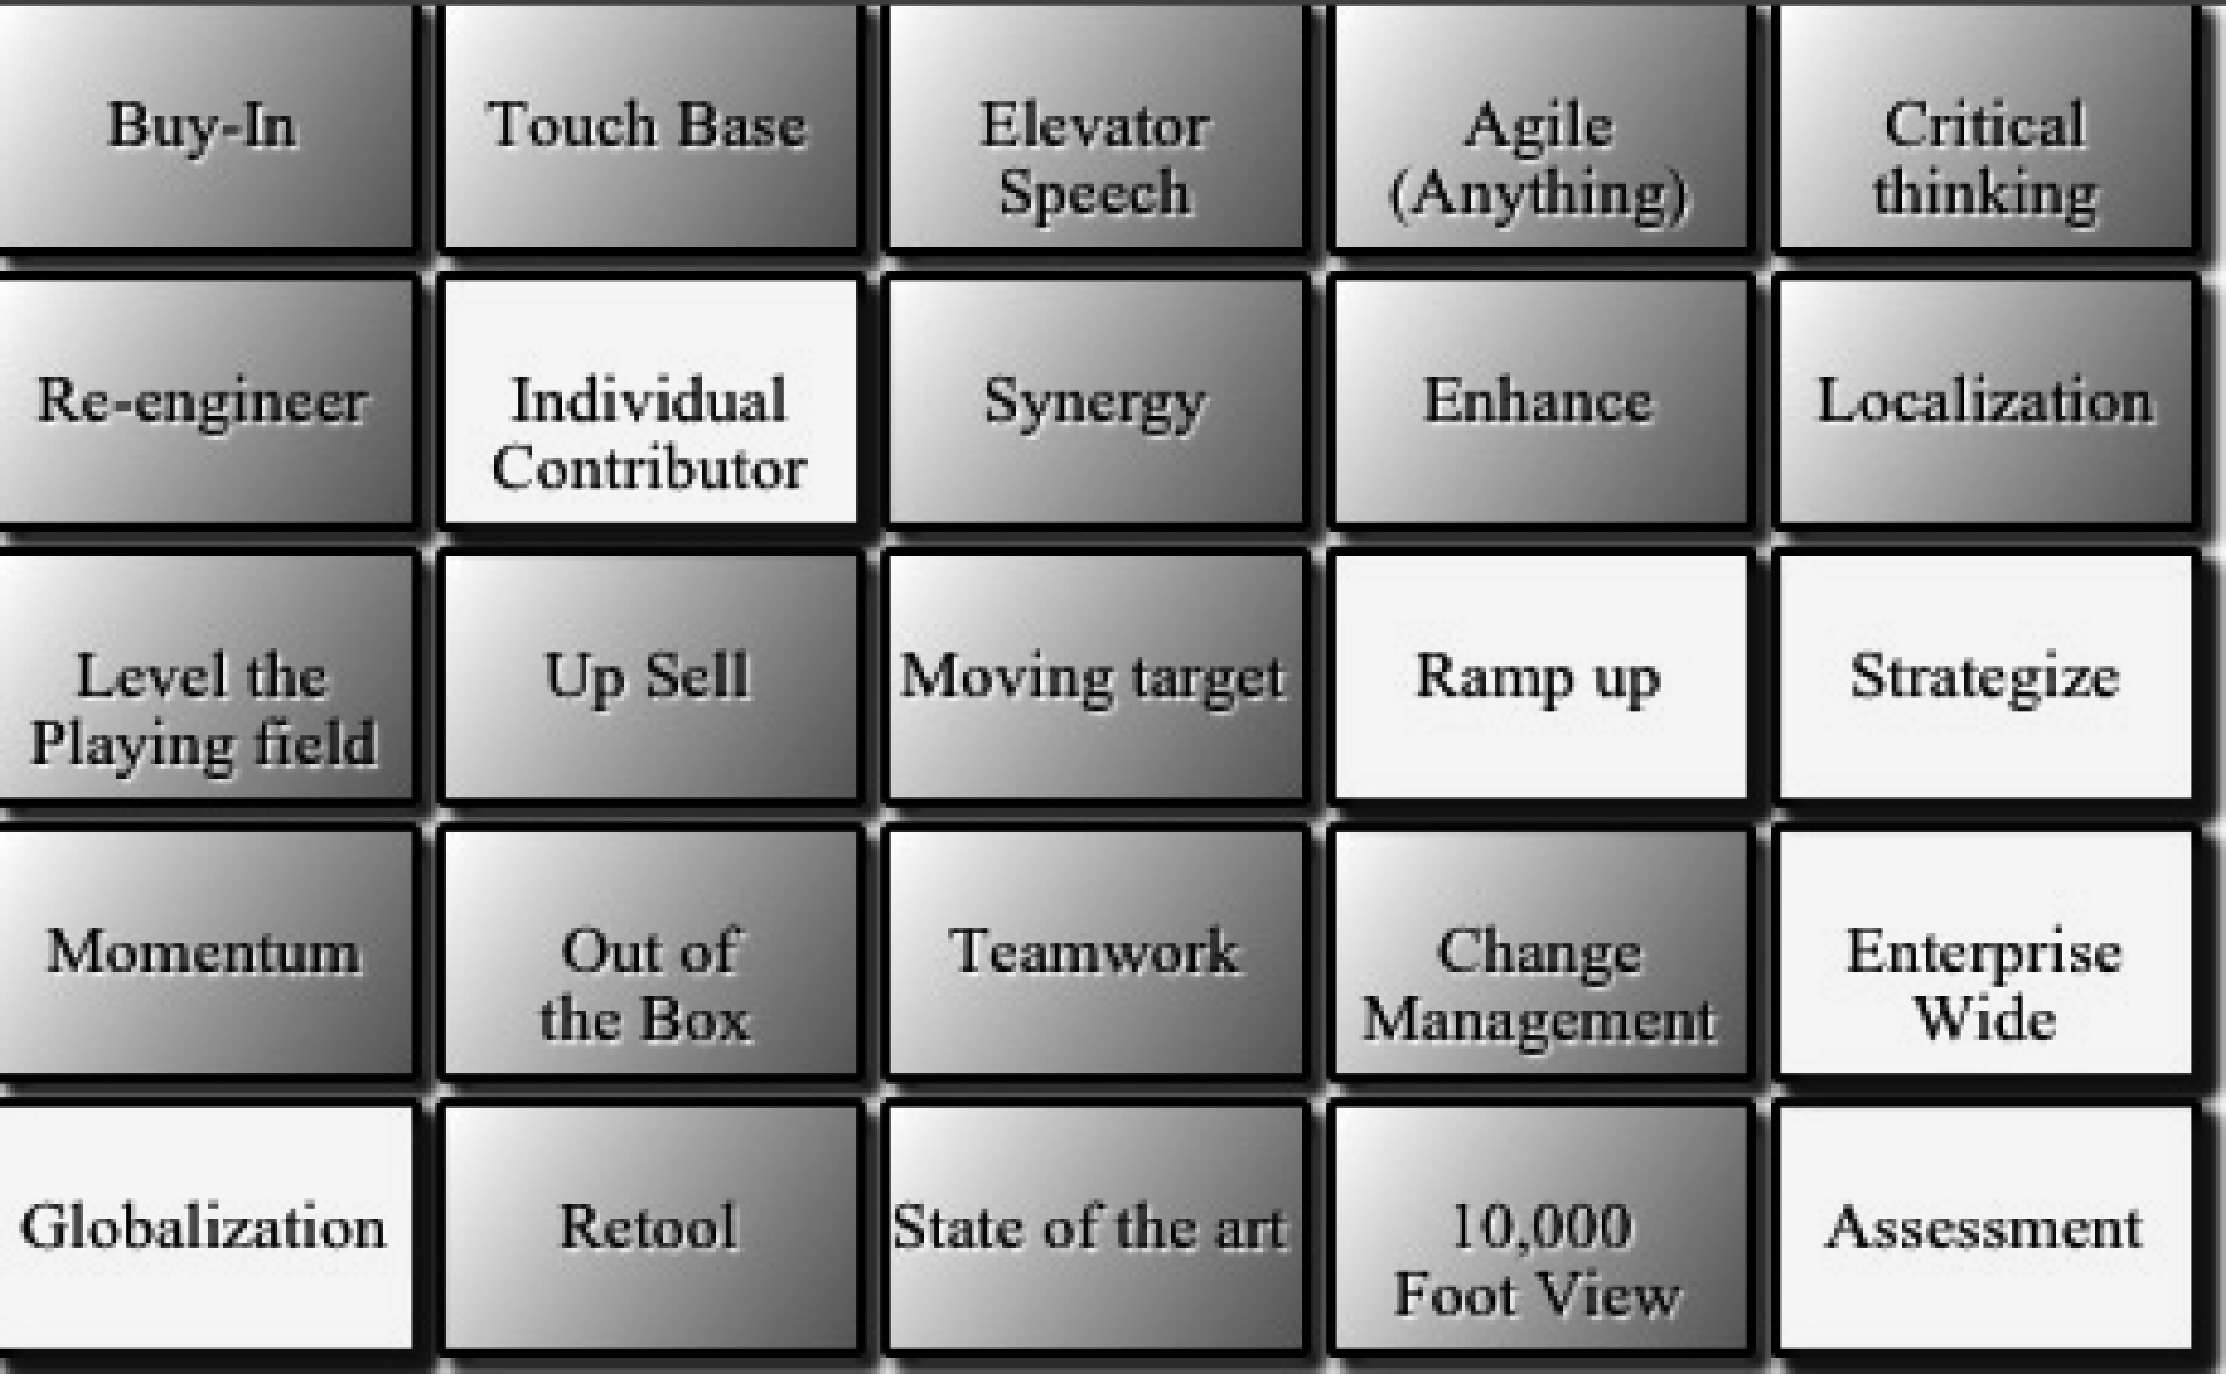 Buy-In
Touch Base
Elevator
Speech
Agile
(Anything)
Critical
thinking
Re-engineer
Individual
Contributor
Synergy
Enhance
Localization
Level the
Playing field
Up Sell
Moving target
Ramp up
Strategize
Momentum
Out of
the Box
Teamwork
Change
Management
Enterprise
Wide
Globalization
Retool
State of the art
10,000
Foot View
Assessment